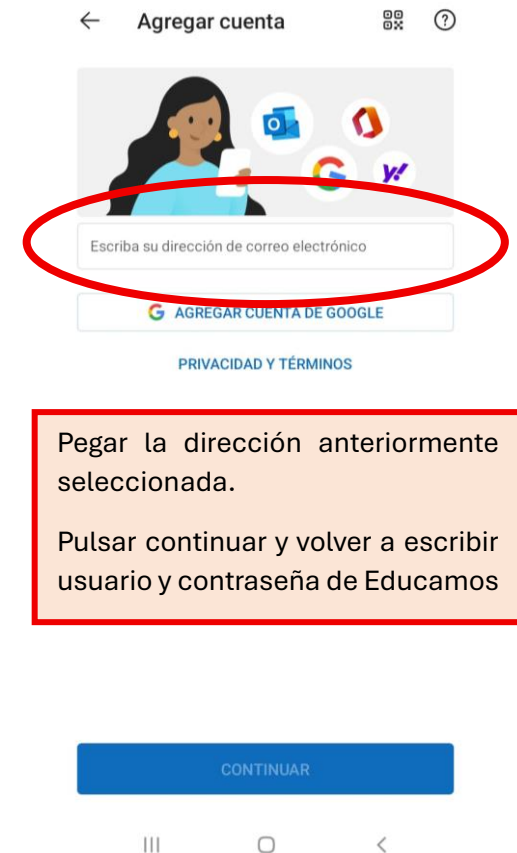 Agregar cuenta
Escriba su dirección de correo electrónico
AGREGAR CUENTA DE GOOGLE
PRIVACIDAD Y TÉRMINOS
Pegar la dirección anteriormente
seleccionada.
Pulsar continuar y volver a escribir
usuario y contraseña de Educamos
CONTINUAR